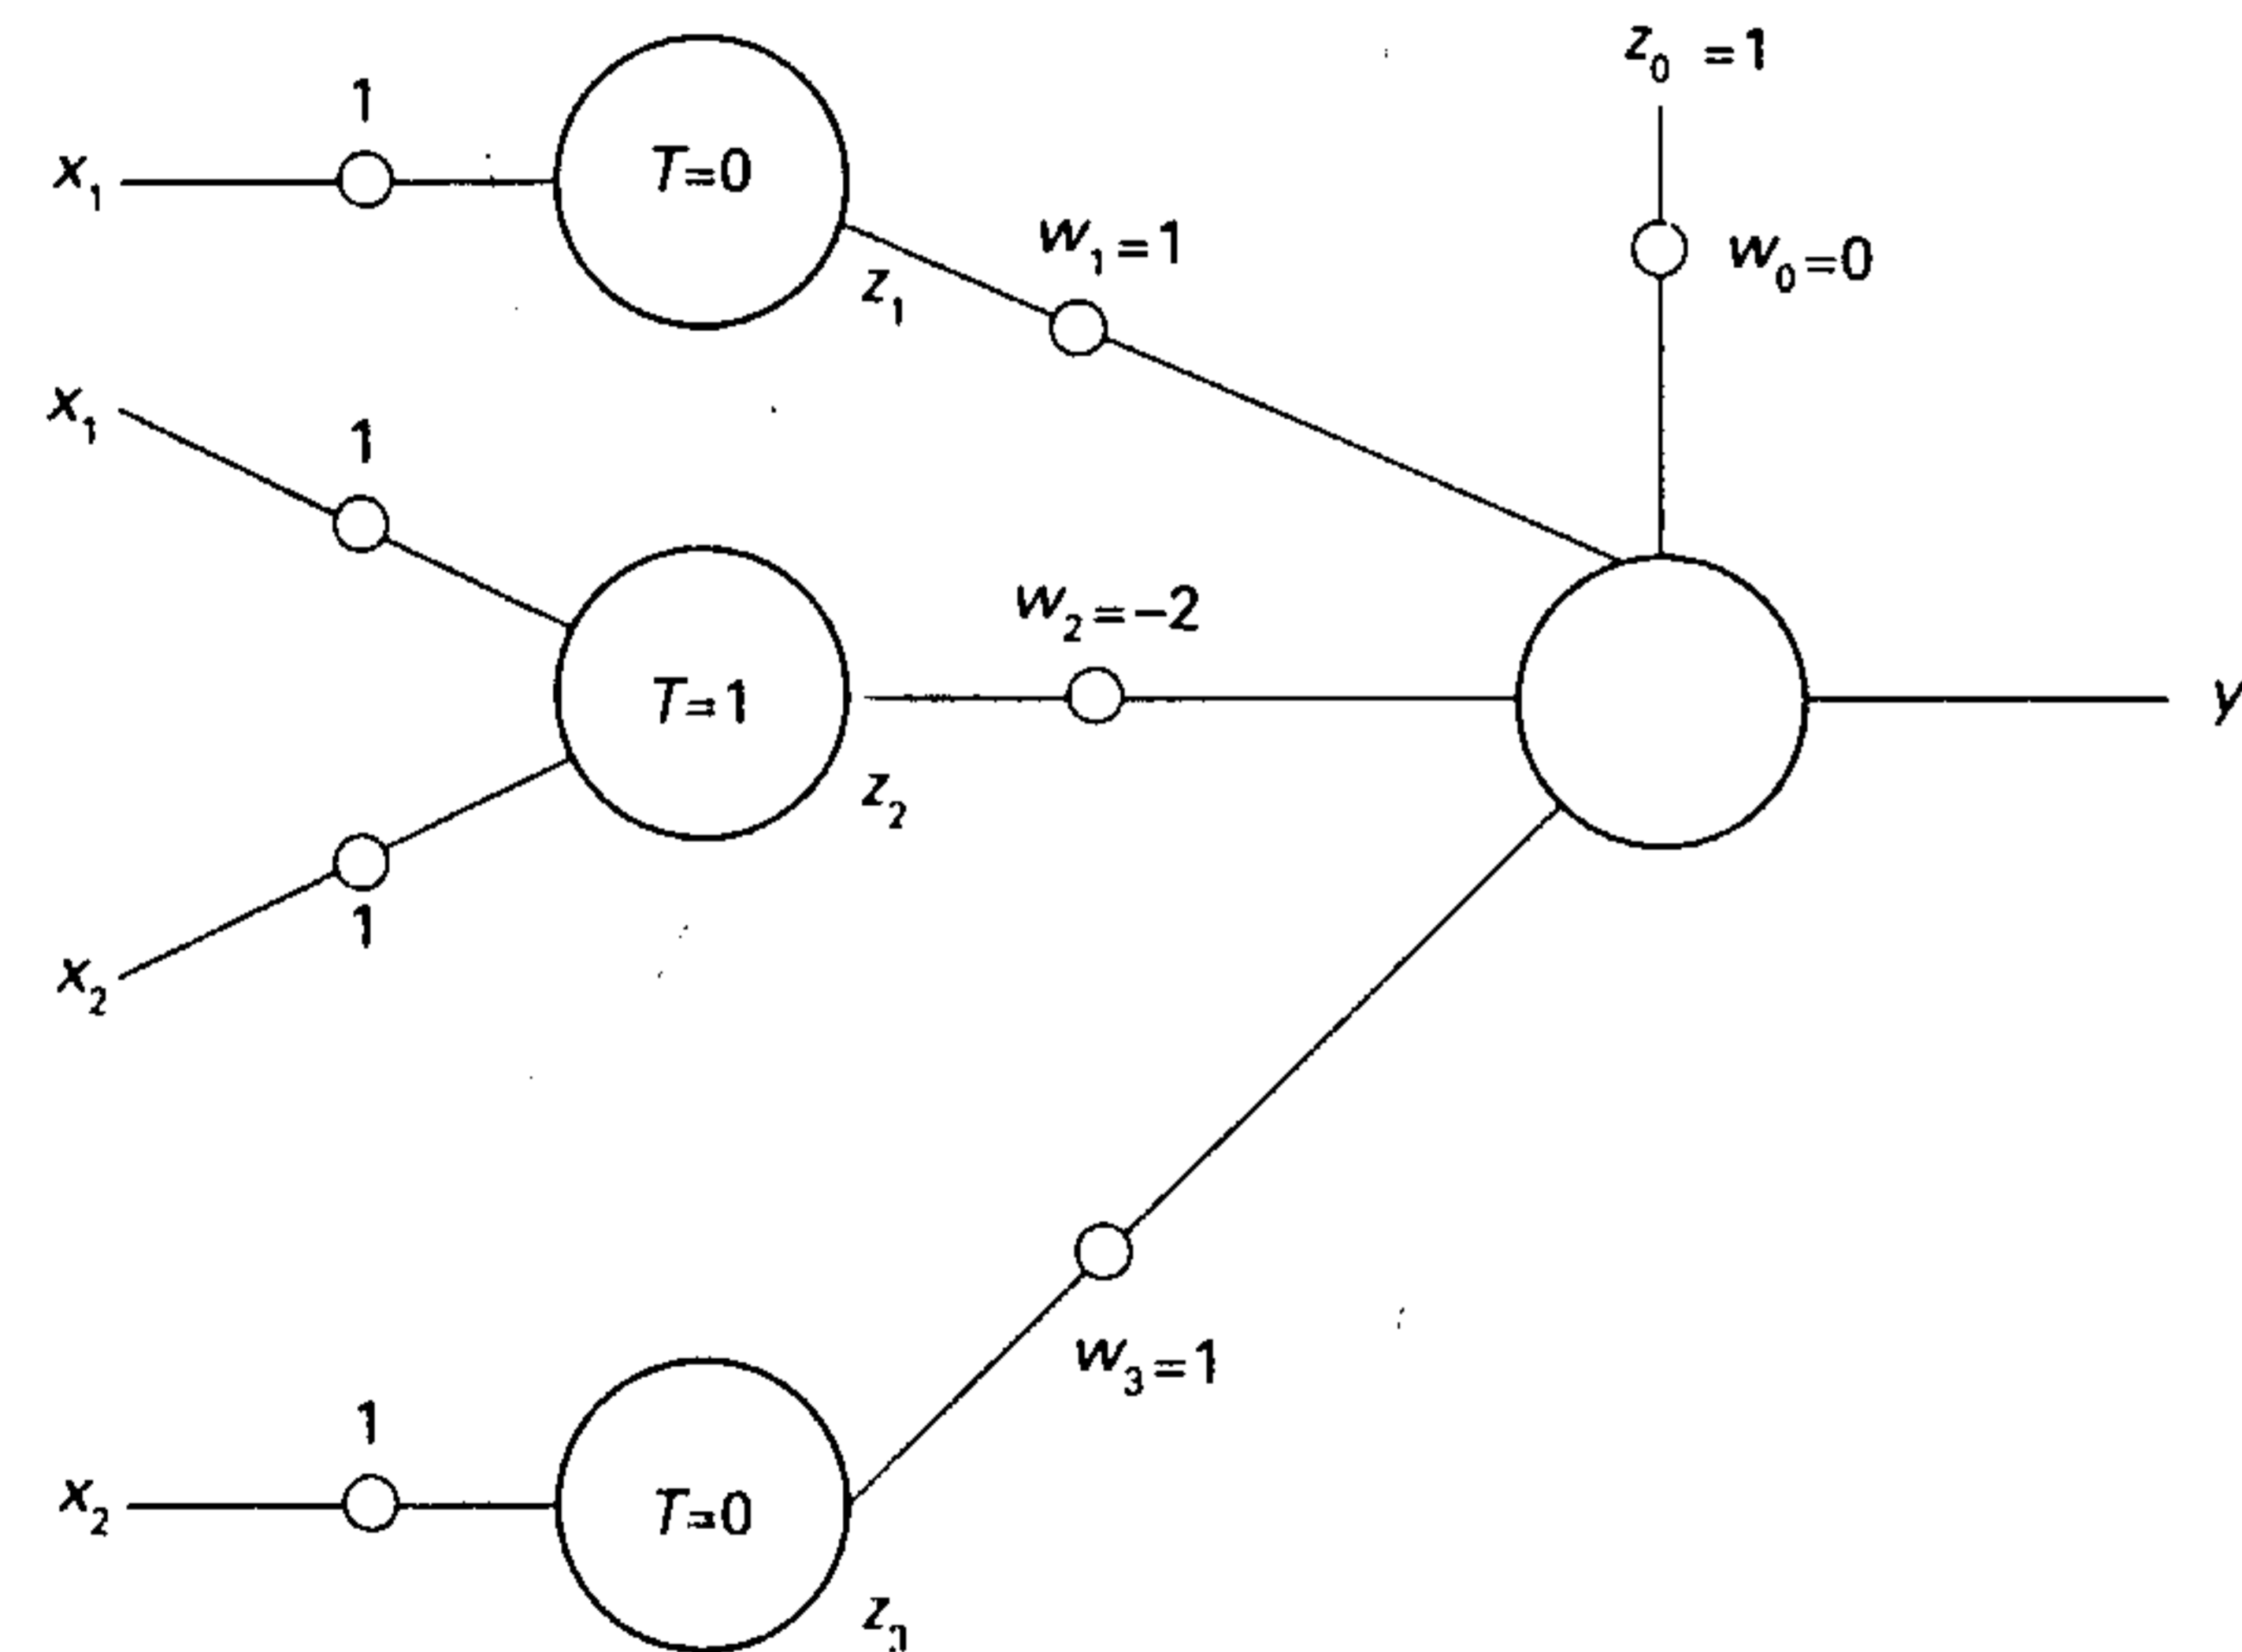 z₀ = 1
1
x₁
T=0
w₁=1
w₀=0
z₁
x₁
1
w₂=-2
T=1
y
z₂
1
x₂
w₃=1
1
x₂
T=0
z₃